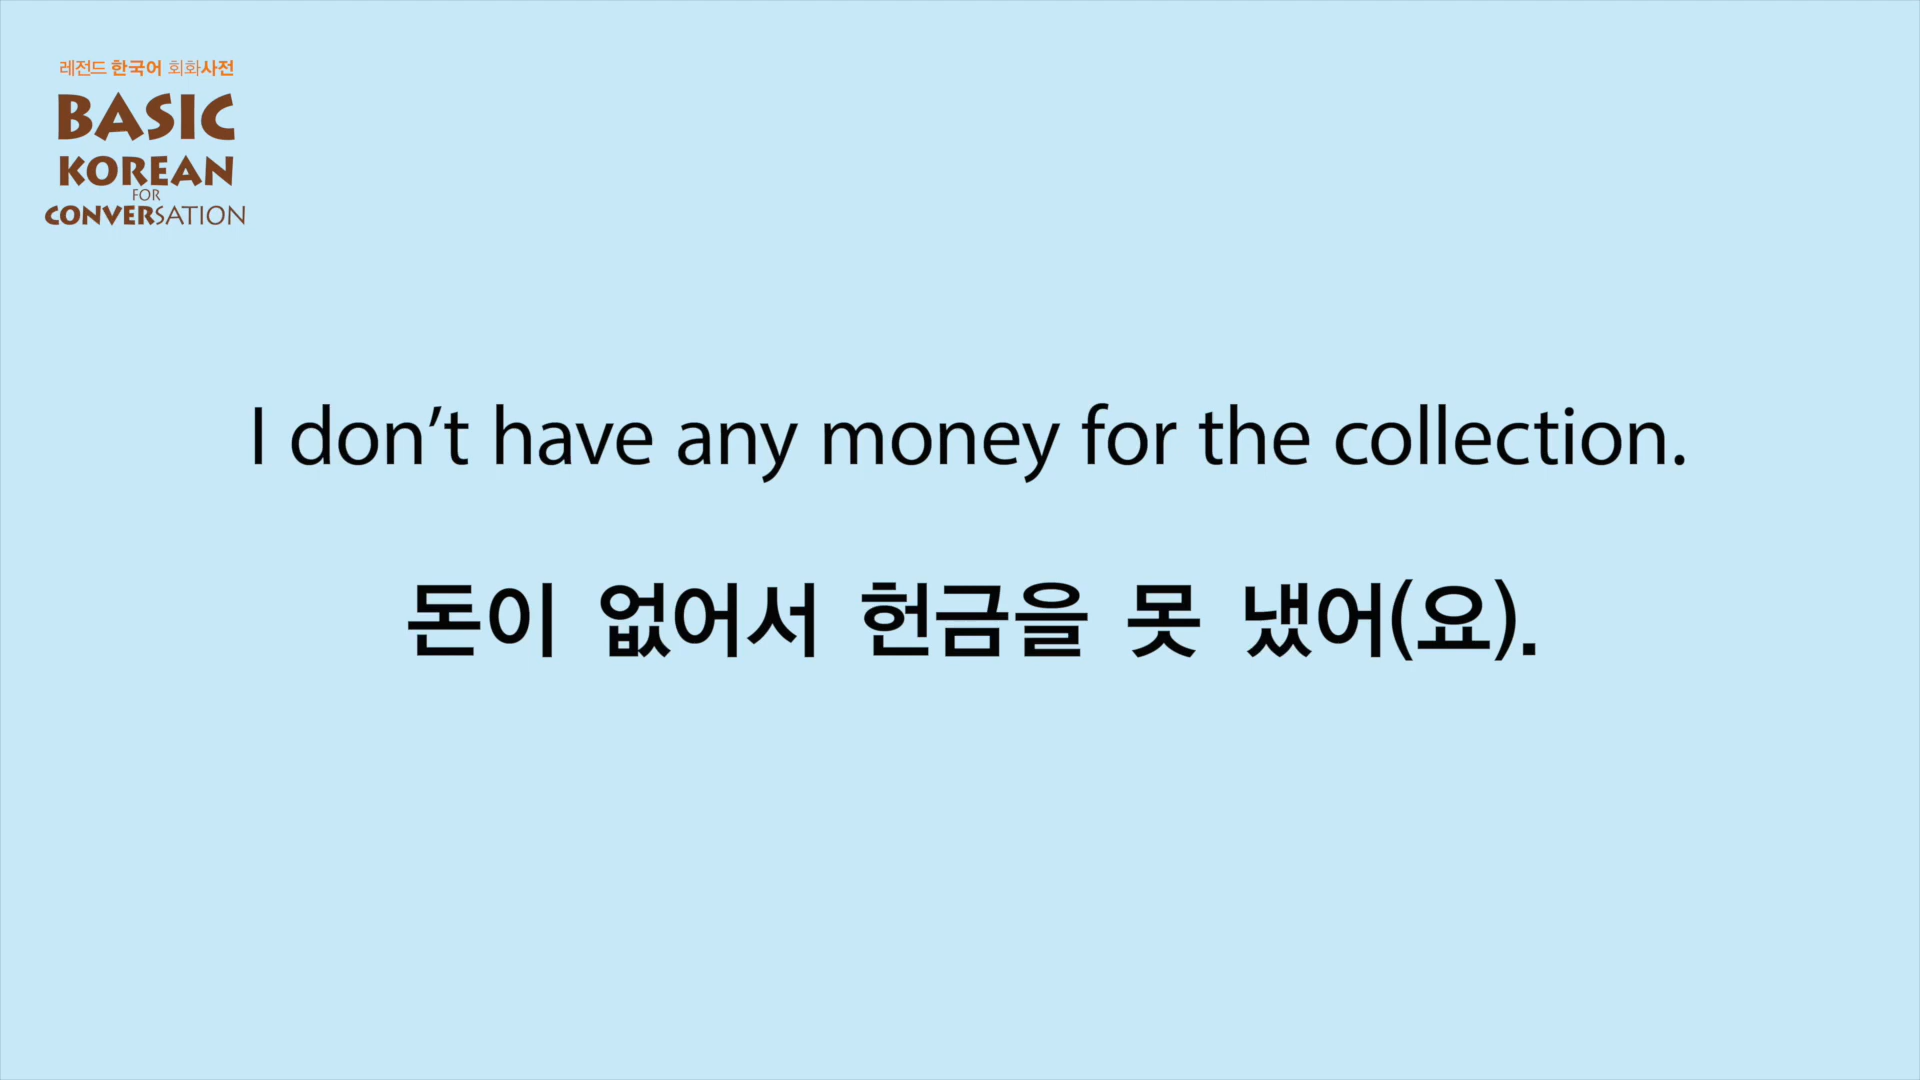 레전드 한국어 회화사전
BASIC
KOREAN
FOR
CONVERSATION
I don’t have any money for the collection.
돈이 없어서 헌금을 못 냈어(요).